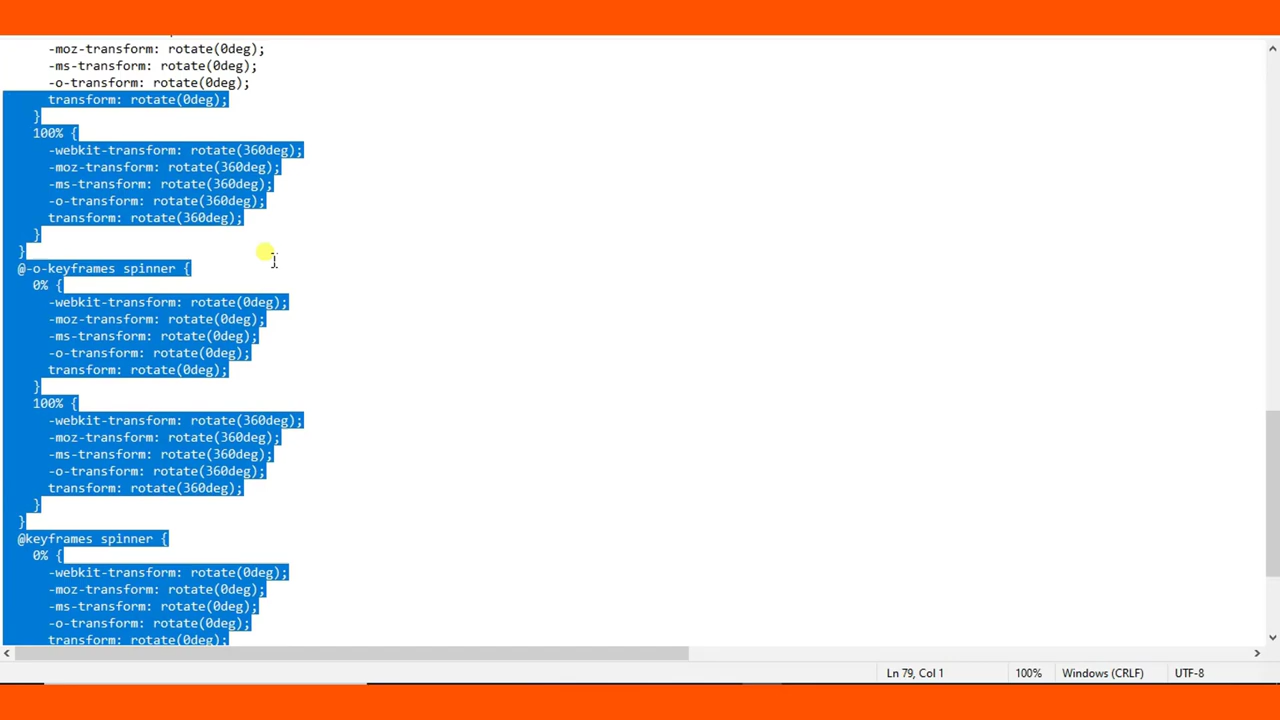 -moz-transform: rotate(0deg);
-ms-transform: rotate(0deg);
-o-transform: rotate(0deg);
transform: rotate(0deg);
}
100% {
-webkit-transform: rotate(360deg);
-moz-transform: rotate(360deg);
-ms-transform: rotate(360deg);
-o-transform: rotate(360deg);
transform: rotate(360deg);
}
}
@-o-keyframes spinner {
0% {
-webkit-transform: rotate(0deg);
-moz-transform: rotate(0deg);
-ms-transform: rotate(0deg);
-o-transform: rotate(0deg);
transform: rotate(0deg);
}
100% {
-webkit-transform: rotate(360deg);
-moz-transform: rotate(360deg);
-ms-transform: rotate(360deg);
-o-transform: rotate(360deg);
transform: rotate(360deg);
}
}
@keyframes spinner {
0% {
-webkit-transform: rotate(0deg);
-moz-transform: rotate(0deg);
-ms-transform: rotate(0deg);
-o-transform: rotate(0deg);
transform: rotate(0deg);
Ln 79, Col 1 100% Windows (CRLF) UTF-8